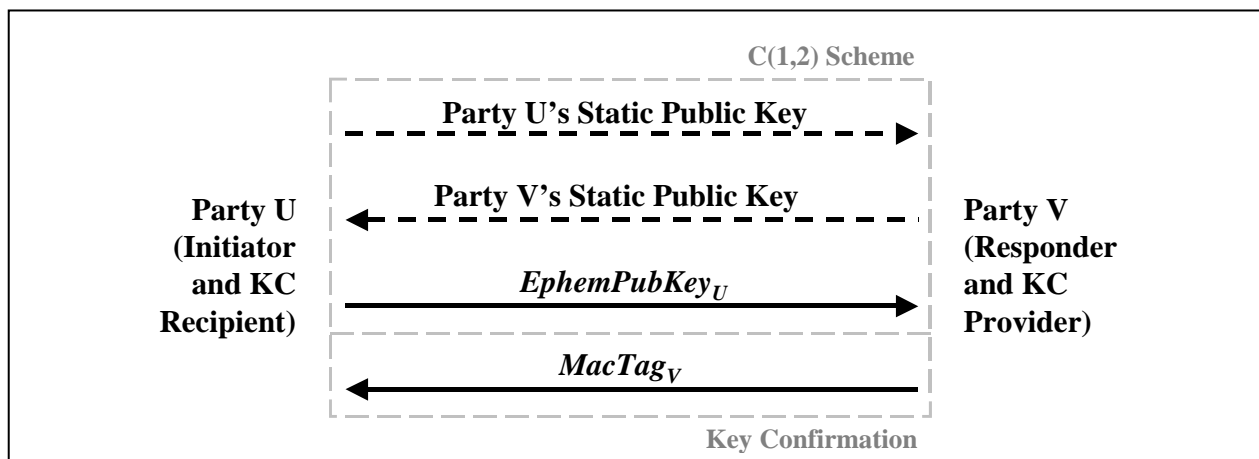 C(1,2) Scheme
Party U’s Static Public Key
Party V’s Static Public Key
Party U
(Initiator
and KC
Recipient)
Party V
(Responder
and KC
Provider)
EphemPubKeyU
MacTagV
Key Confirmation